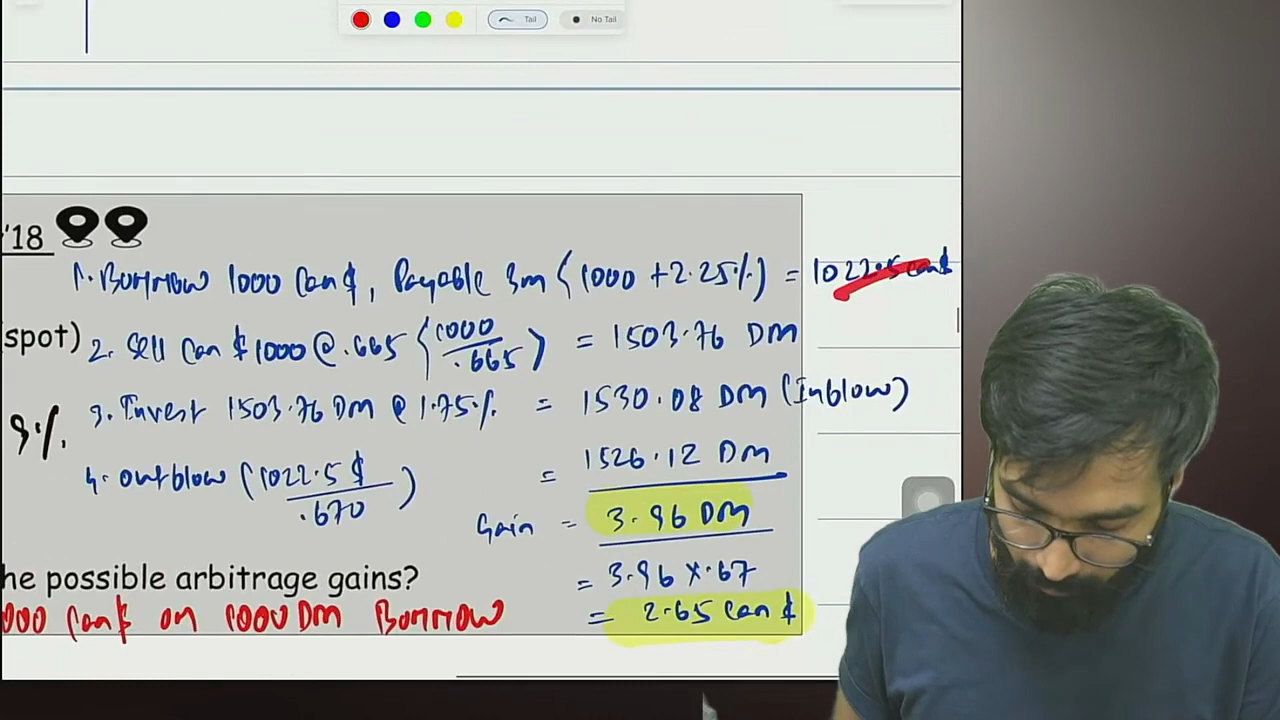 Tail No Tail
'18
1. Borrow 1000 Can$, Payable 3m (1000 + 2.25%) = 1022.5 can$
(spot) 2. Sell Can $1000 @ .665 (1000/.665) = 1503.76 DM
9% 3. Invest 1503.76 DM @ 1.75% = 1530.08 DM (Inflow)
4. outflow (1022.5 $/.670) = 1526.12 DM
Gain = 3.96 DM
he possible arbitrage gains? = 3.96 x .67
000 Can$ on 1000 DM Borrow = 2.65 Can $